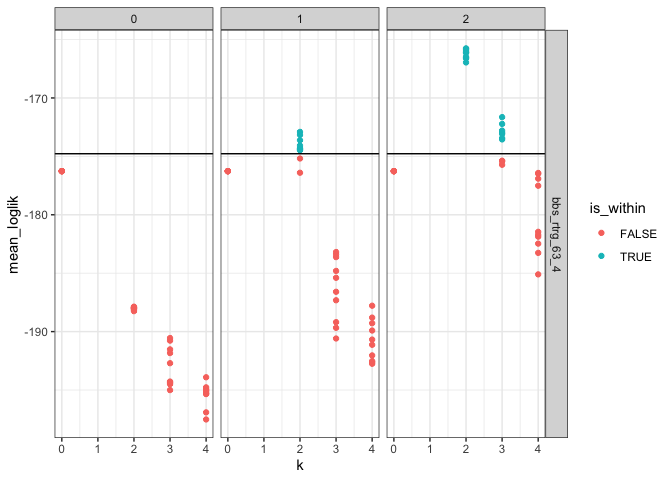 0 1 2
-170
-180
-190
mean_loglik
bbs_rtrg_63_4
is_within
FALSE
TRUE
0 1 2 3 4 0 1 2 3 4 0 1 2 3 4
k